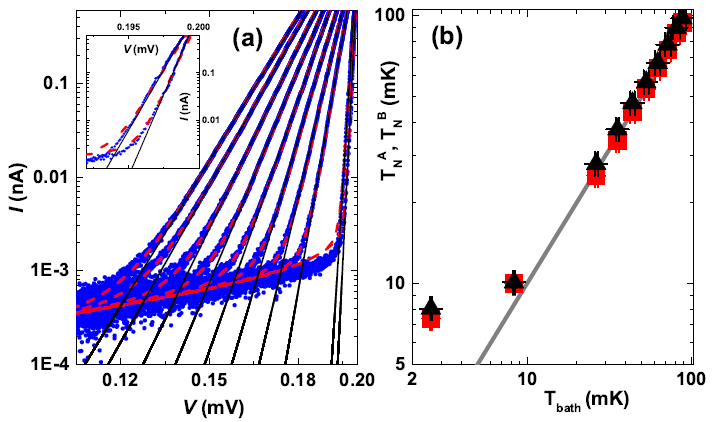 (a)
0.195 0.200
V (mV)
0.1
0.01
I (nA)
0.1
0.01
1E-3
1E-4
I (nA)
0.12 0.15 0.18 0.20
V (mV)
(b)
100
10
5
T_N^A, T_N^B (mK)
2 10 100
T_bath (mK)